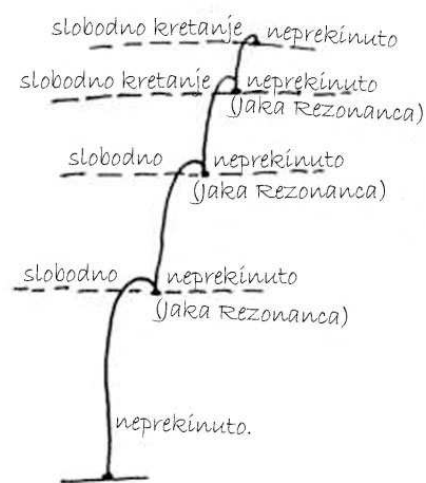 slobodno kretanje neprekinuto
slobodno kretanje neprekinuto
(Jaka Rezonanca)
slobodno neprekinuto
(Jaka Rezonanca)
slobodno neprekinuto
(Jaka Rezonanca)
neprekinuto.